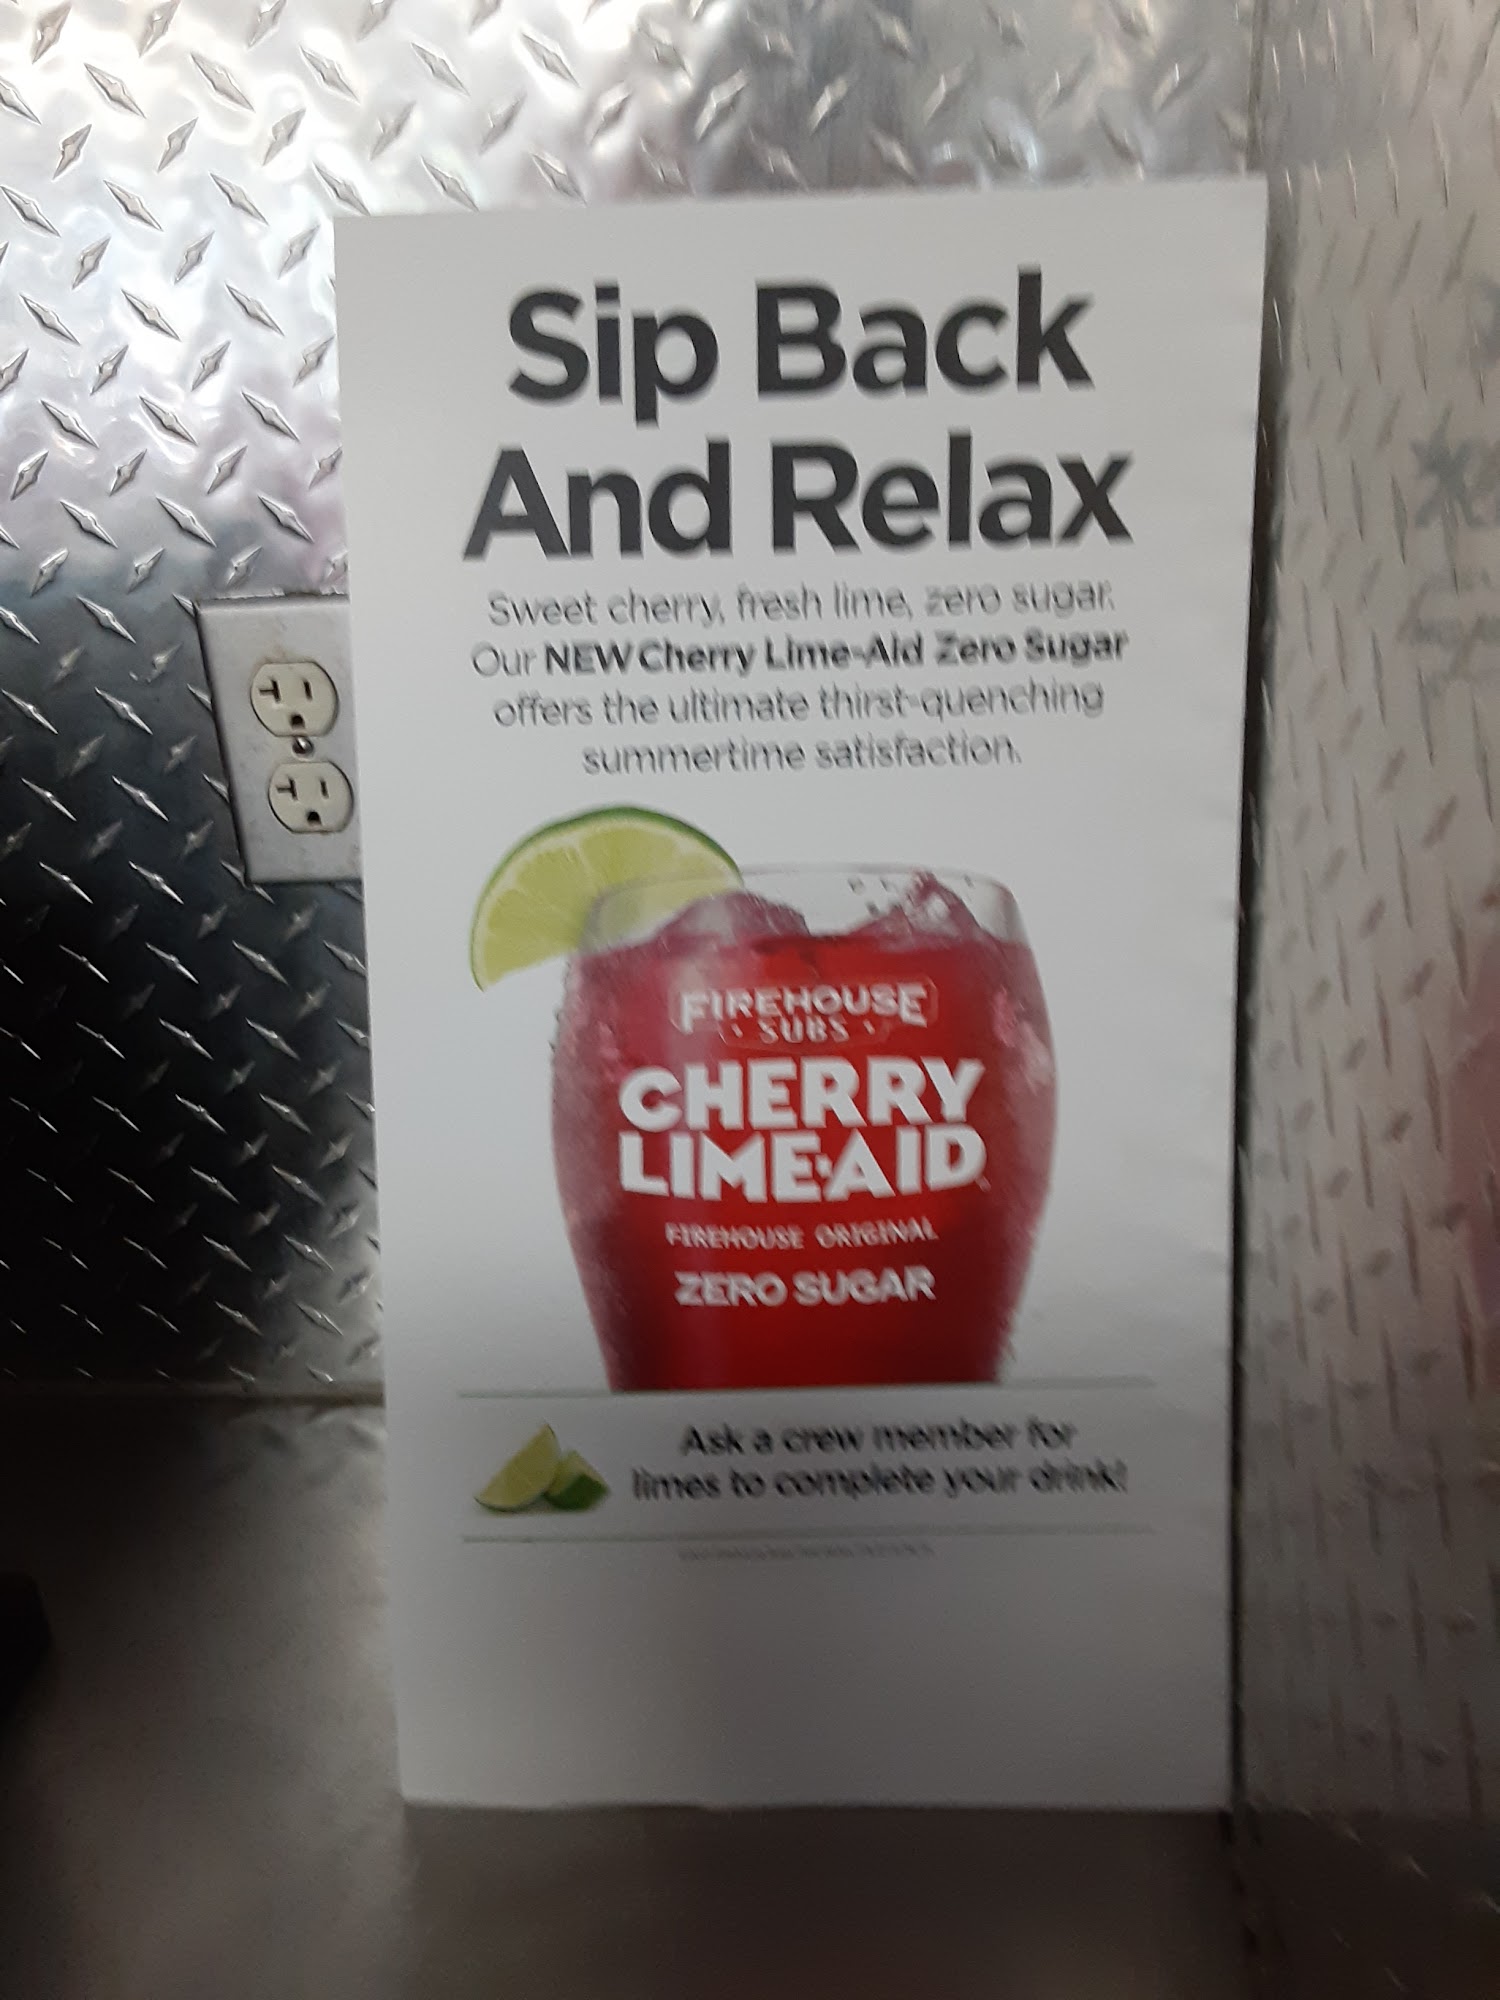 Sip Back
And Relax
Sweet cherry, fresh lime, zero sugar.
Our NEW Cherry Lime-Aid Zero Sugar
offers the ultimate thirst-quenching
summertime satisfaction.
FIREHOUSE
SUBS
CHERRY
LIME-AID
FIREHOUSE ORIGINAL
ZERO SUGAR
Ask a crew member for
limes to complete your drink!